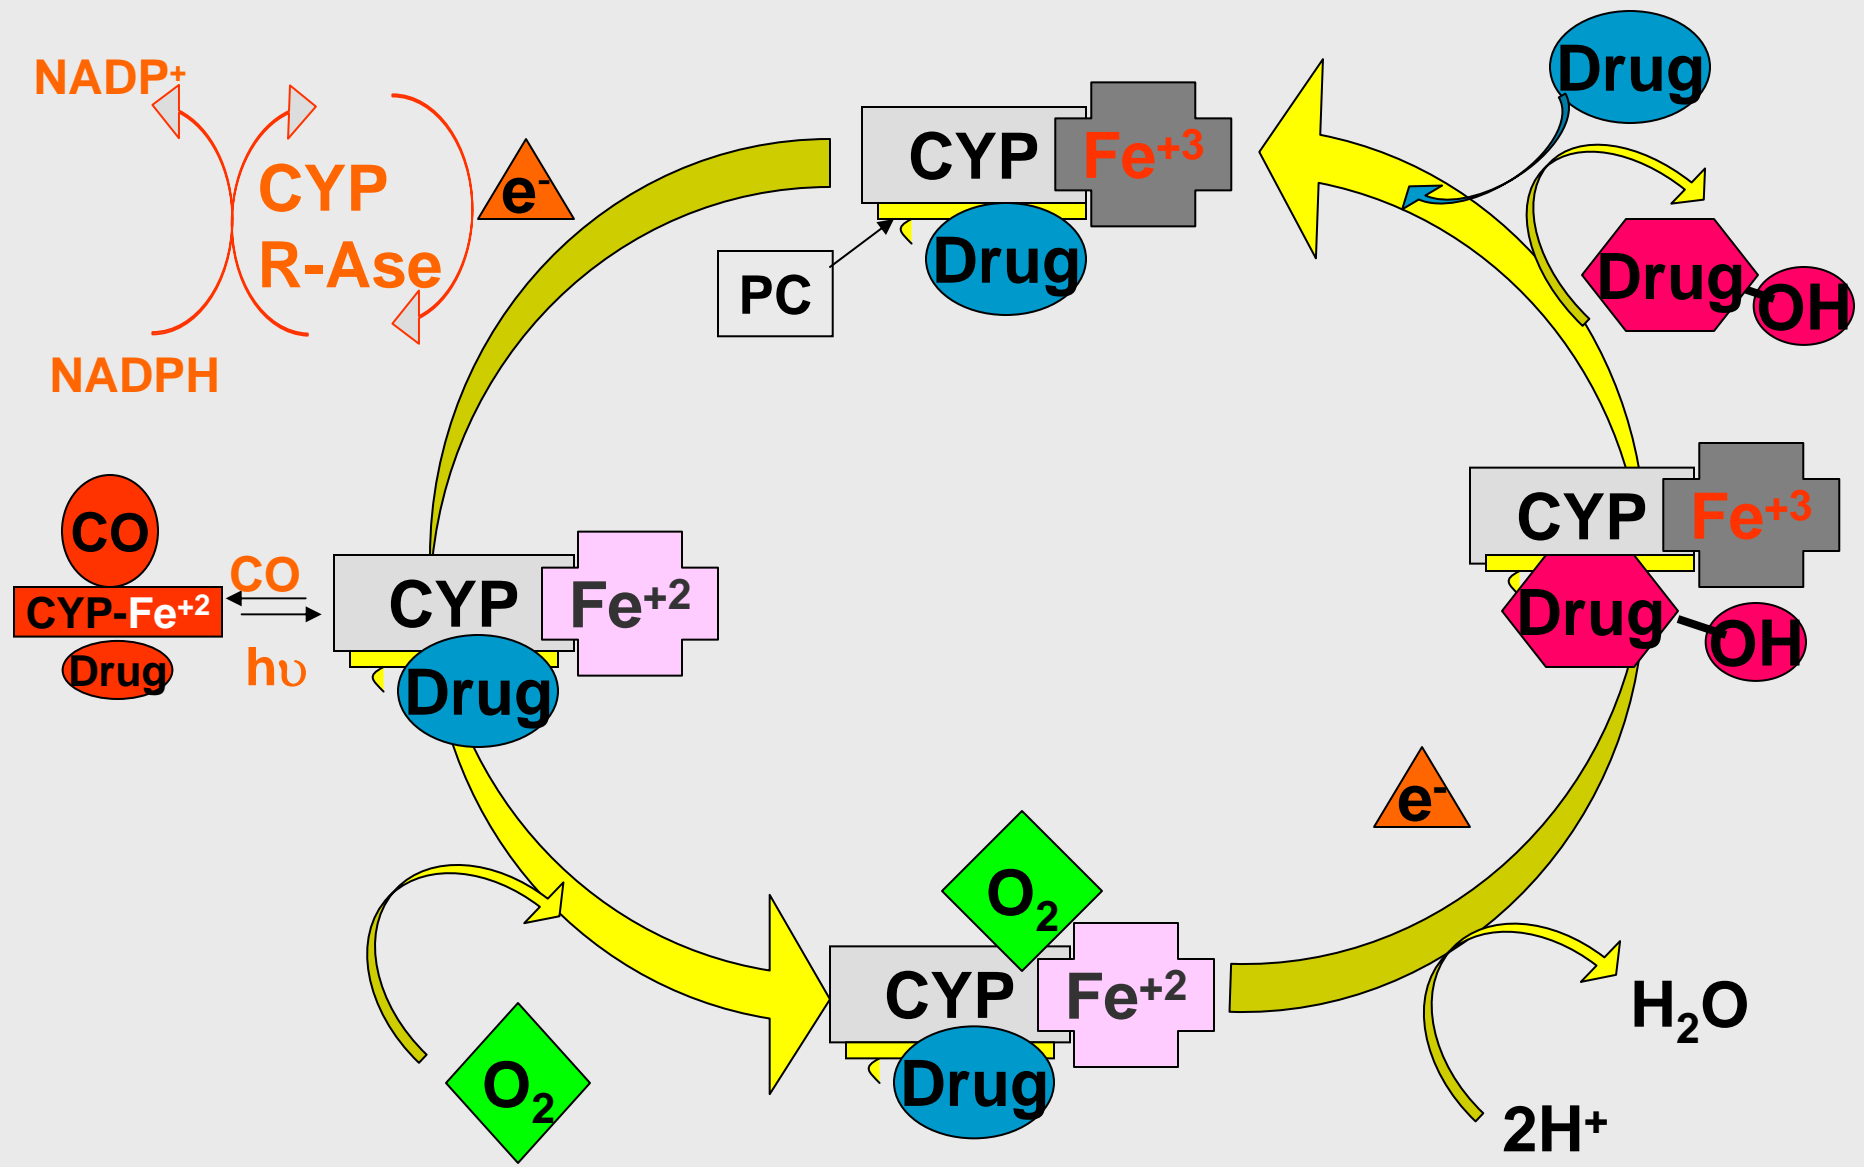 NADP⁺
CYP
R-Ase
NADPH
e⁻
CYP Fe⁺³
Drug
PC
Drug
Drug OH
CYP Fe⁺³
Drug OH
CO
CYP-Fe⁺²
Drug
CO
hυ
CYP Fe⁺²
Drug
e⁻
O₂
CYP Fe⁺²
Drug
O₂
H₂O
2H⁺